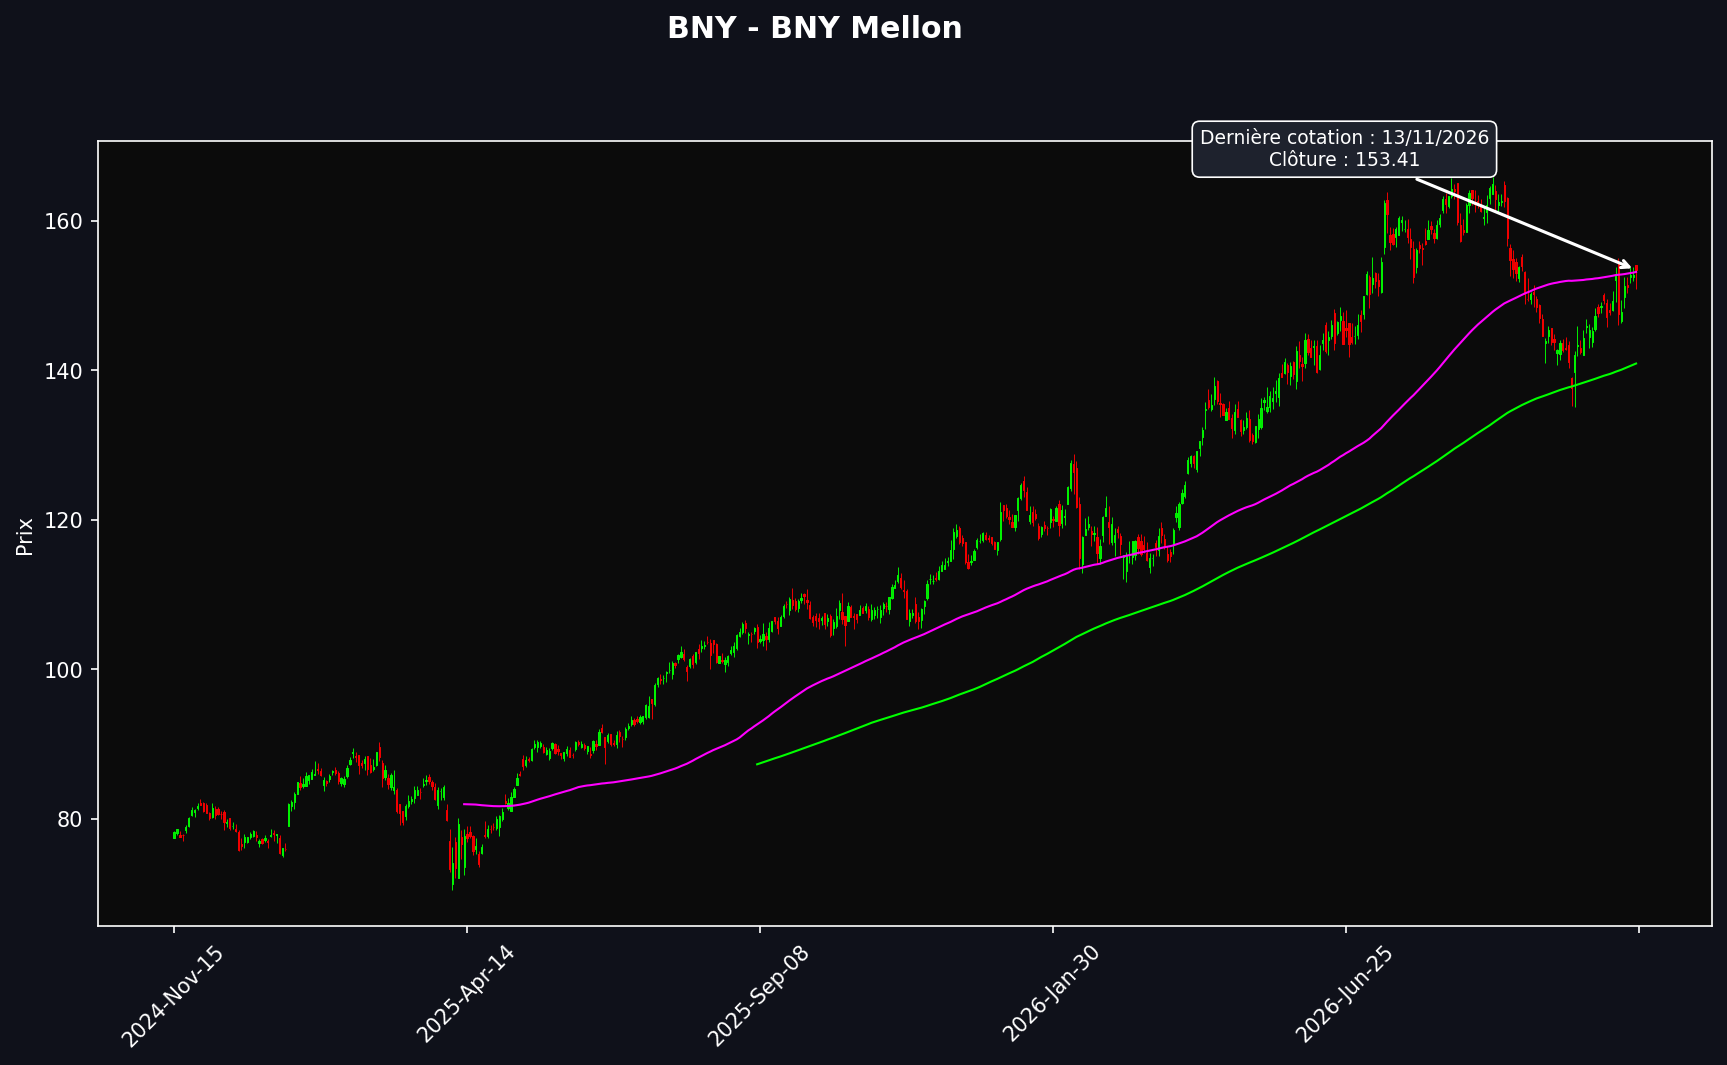 BNY - BNY Mellon
Dernière cotation : 13/11/2026
Clôture : 153.41
Prix
160
140
120
100
80
2024-Nov-15
2025-Apr-14
2025-Sep-08
2026-Jan-30
2026-Jun-25